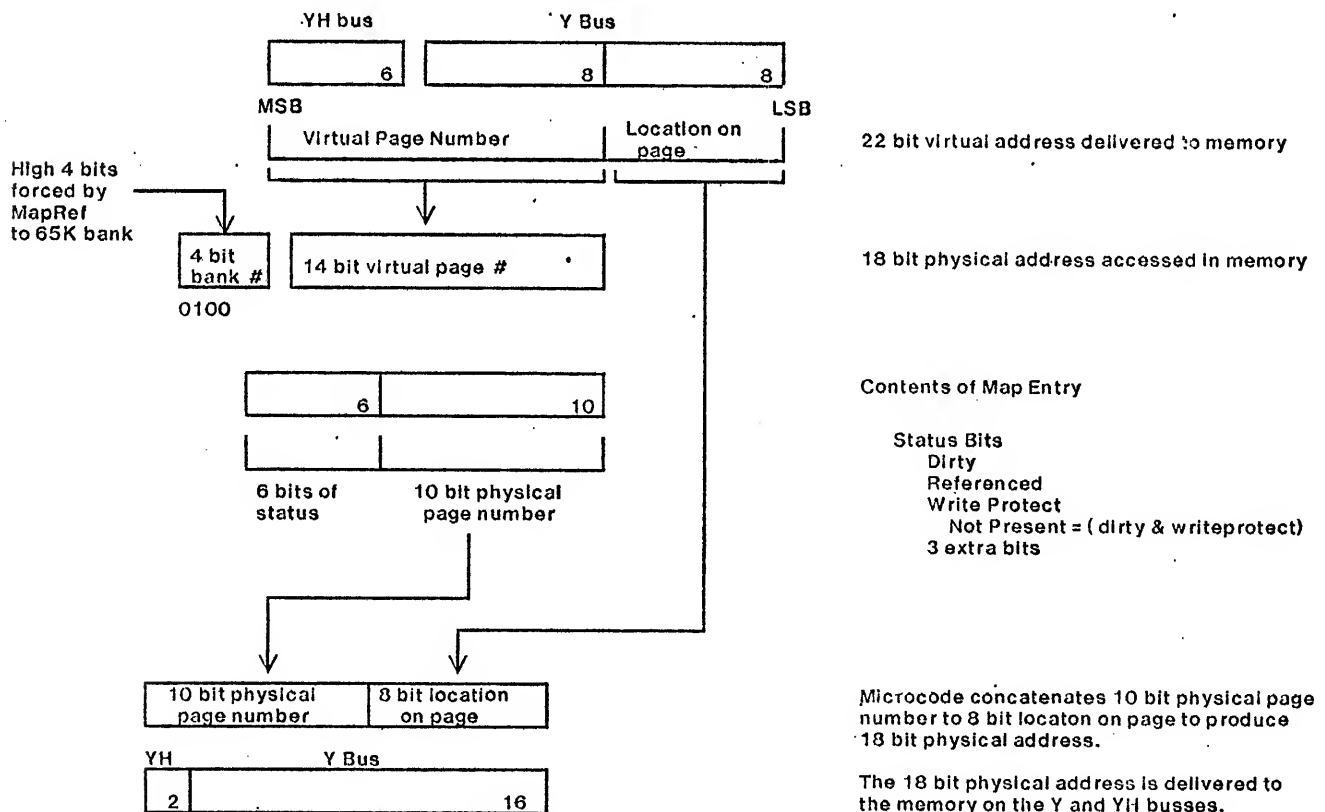 YH bus
Y Bus
6
8
8
MSB
LSB
Virtual Page Number
Location on
page
22 bit virtual address delivered to memory
High 4 bits
forced by
MapRef
to 65K bank
4 bit
bank #
14 bit virtual page #
18 bit physical address accessed in memory
0100
6
10
Contents of Map Entry
Status Bits
Dirty
Referenced
Write Protect
Not Present = ( dirty & writeprotect)
3 extra bits
6 bits of
status
10 bit physical
page number
10 bit physical
page number
8 bit location
on page
Microcode concatenates 10 bit physical page
number to 8 bit locaton on page to produce
18 bit physical address.
YH
Y Bus
2
16
The 18 bit physical address is delivered to
the memory on the Y and YH busses.